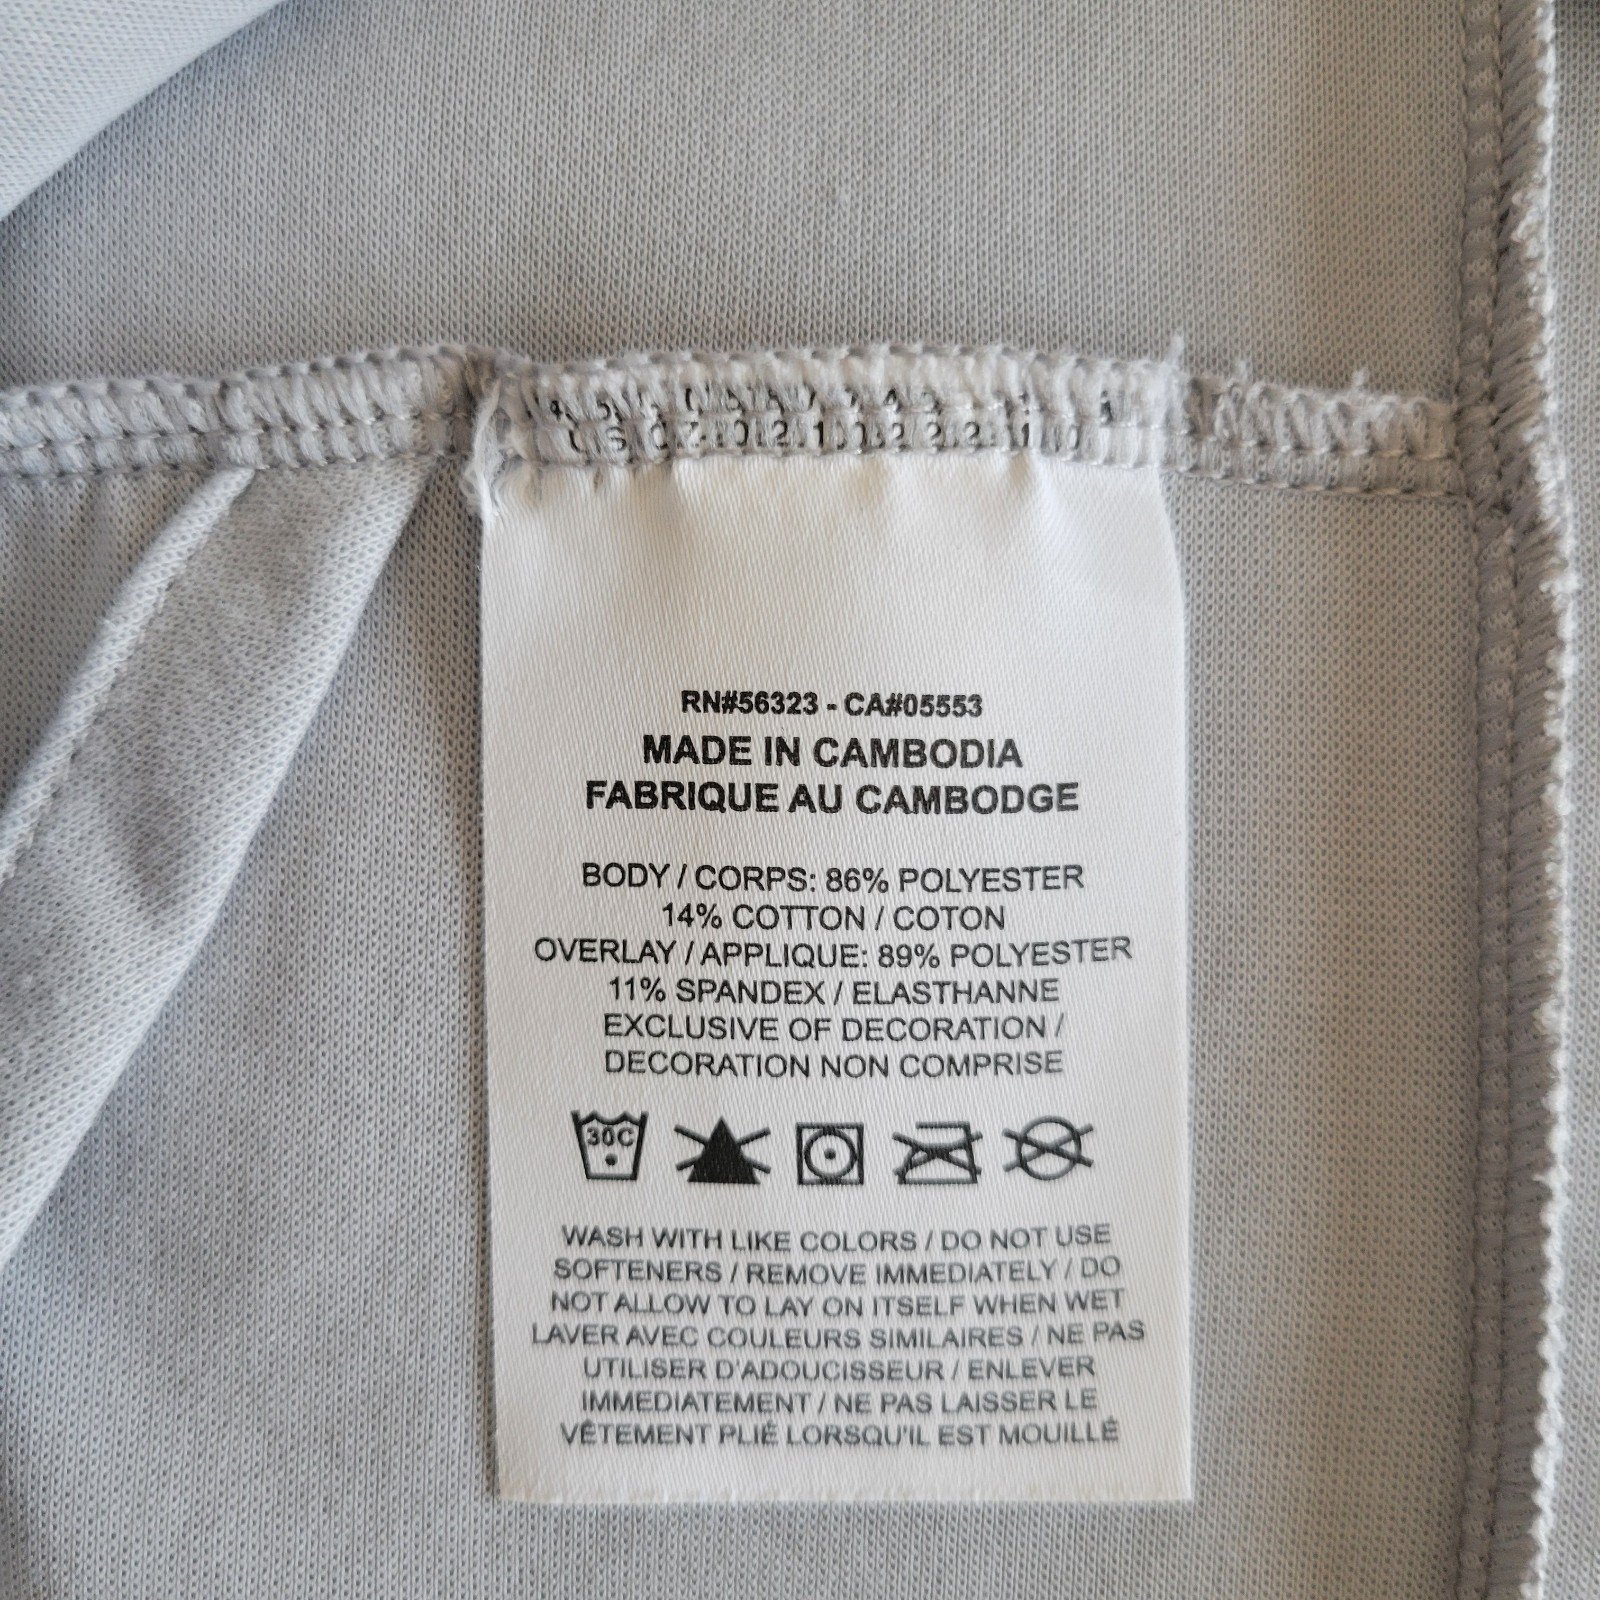 RN#56323 - CA#05553
MADE IN CAMBODIA
FABRIQUE AU CAMBODGE
BODY / CORPS: 86% POLYESTER
14% COTTON / COTON
OVERLAY / APPLIQUE: 89% POLYESTER
11% SPANDEX / ELASTHANNE
EXCLUSIVE OF DECORATION /
DECORATION NON COMPRISE
30C
WASH WITH LIKE COLORS / DO NOT USE
SOFTENERS / REMOVE IMMEDIATELY / DO
NOT ALLOW TO LAY ON ITSELF WHEN WET
LAVER AVEC COULEURS SIMILAIRES / NE PAS
UTILISER D'ADOUCISSEUR / ENLEVER
IMMEDIATEMENT / NE PAS LAISSER LE
VÊTEMENT PLIÉ LORSQU'IL EST MOUILLÉ